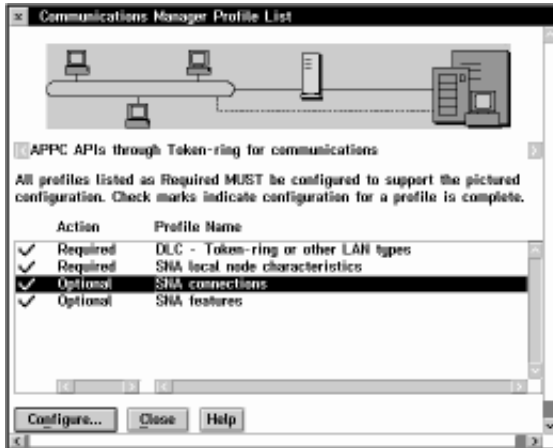 Communications Manager Profile List
APPC APIs through Token-ring for communications
All profiles listed as Required MUST be configured to support the pictured
configuration. Check marks indicate configuration for a profile is complete.
Action Profile Name
Required DLC - Token-ring or other LAN types
Required SNA local node characteristics
Optional SNA connections
Optional SNA features
Configure... Close Help